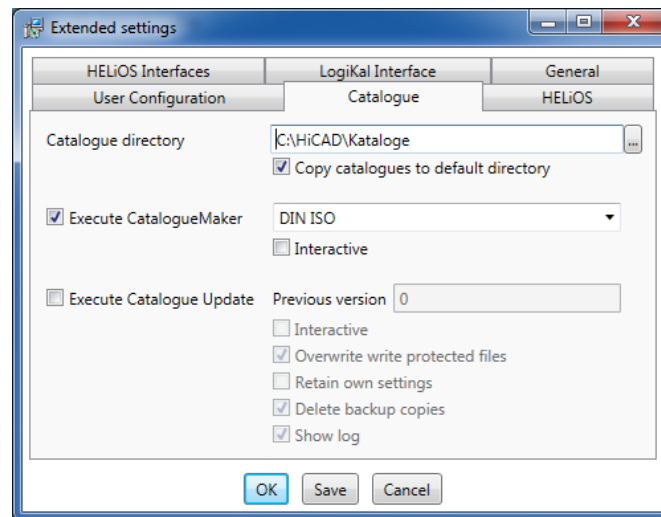 Extended settings
HELiOS Interfaces
LogiKal Interface
General
User Configuration
Catalogue
HELiOS
Catalogue directory
C:\HiCAD\Kataloge
...
Copy catalogues to default directory
Execute CatalogueMaker
DIN ISO
Interactive
Execute Catalogue Update
Previous version
0
Interactive
Overwrite write protected files
Retain own settings
Delete backup copies
Show log
OK
Save
Cancel